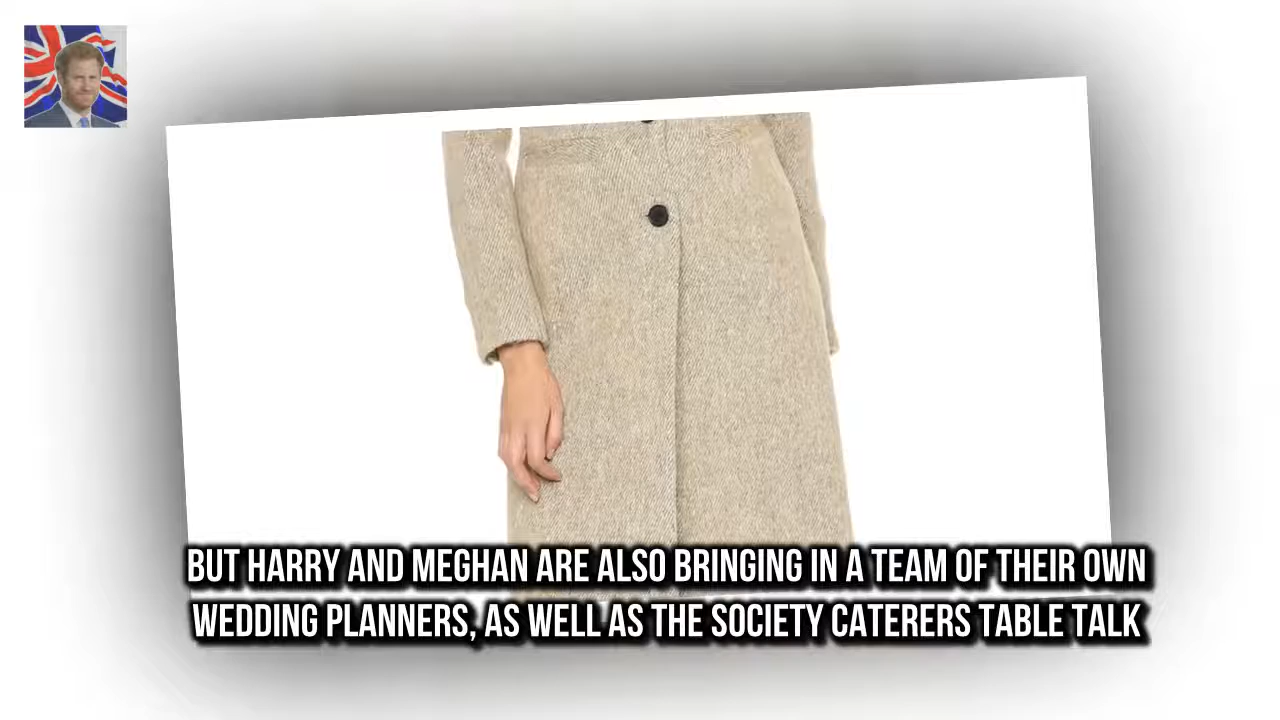 BUT HARRY AND MEGHAN ARE ALSO BRINGING IN A TEAM OF THEIR OWN
WEDDING PLANNERS, AS WELL AS THE SOCIETY CATERERS TABLE TALK